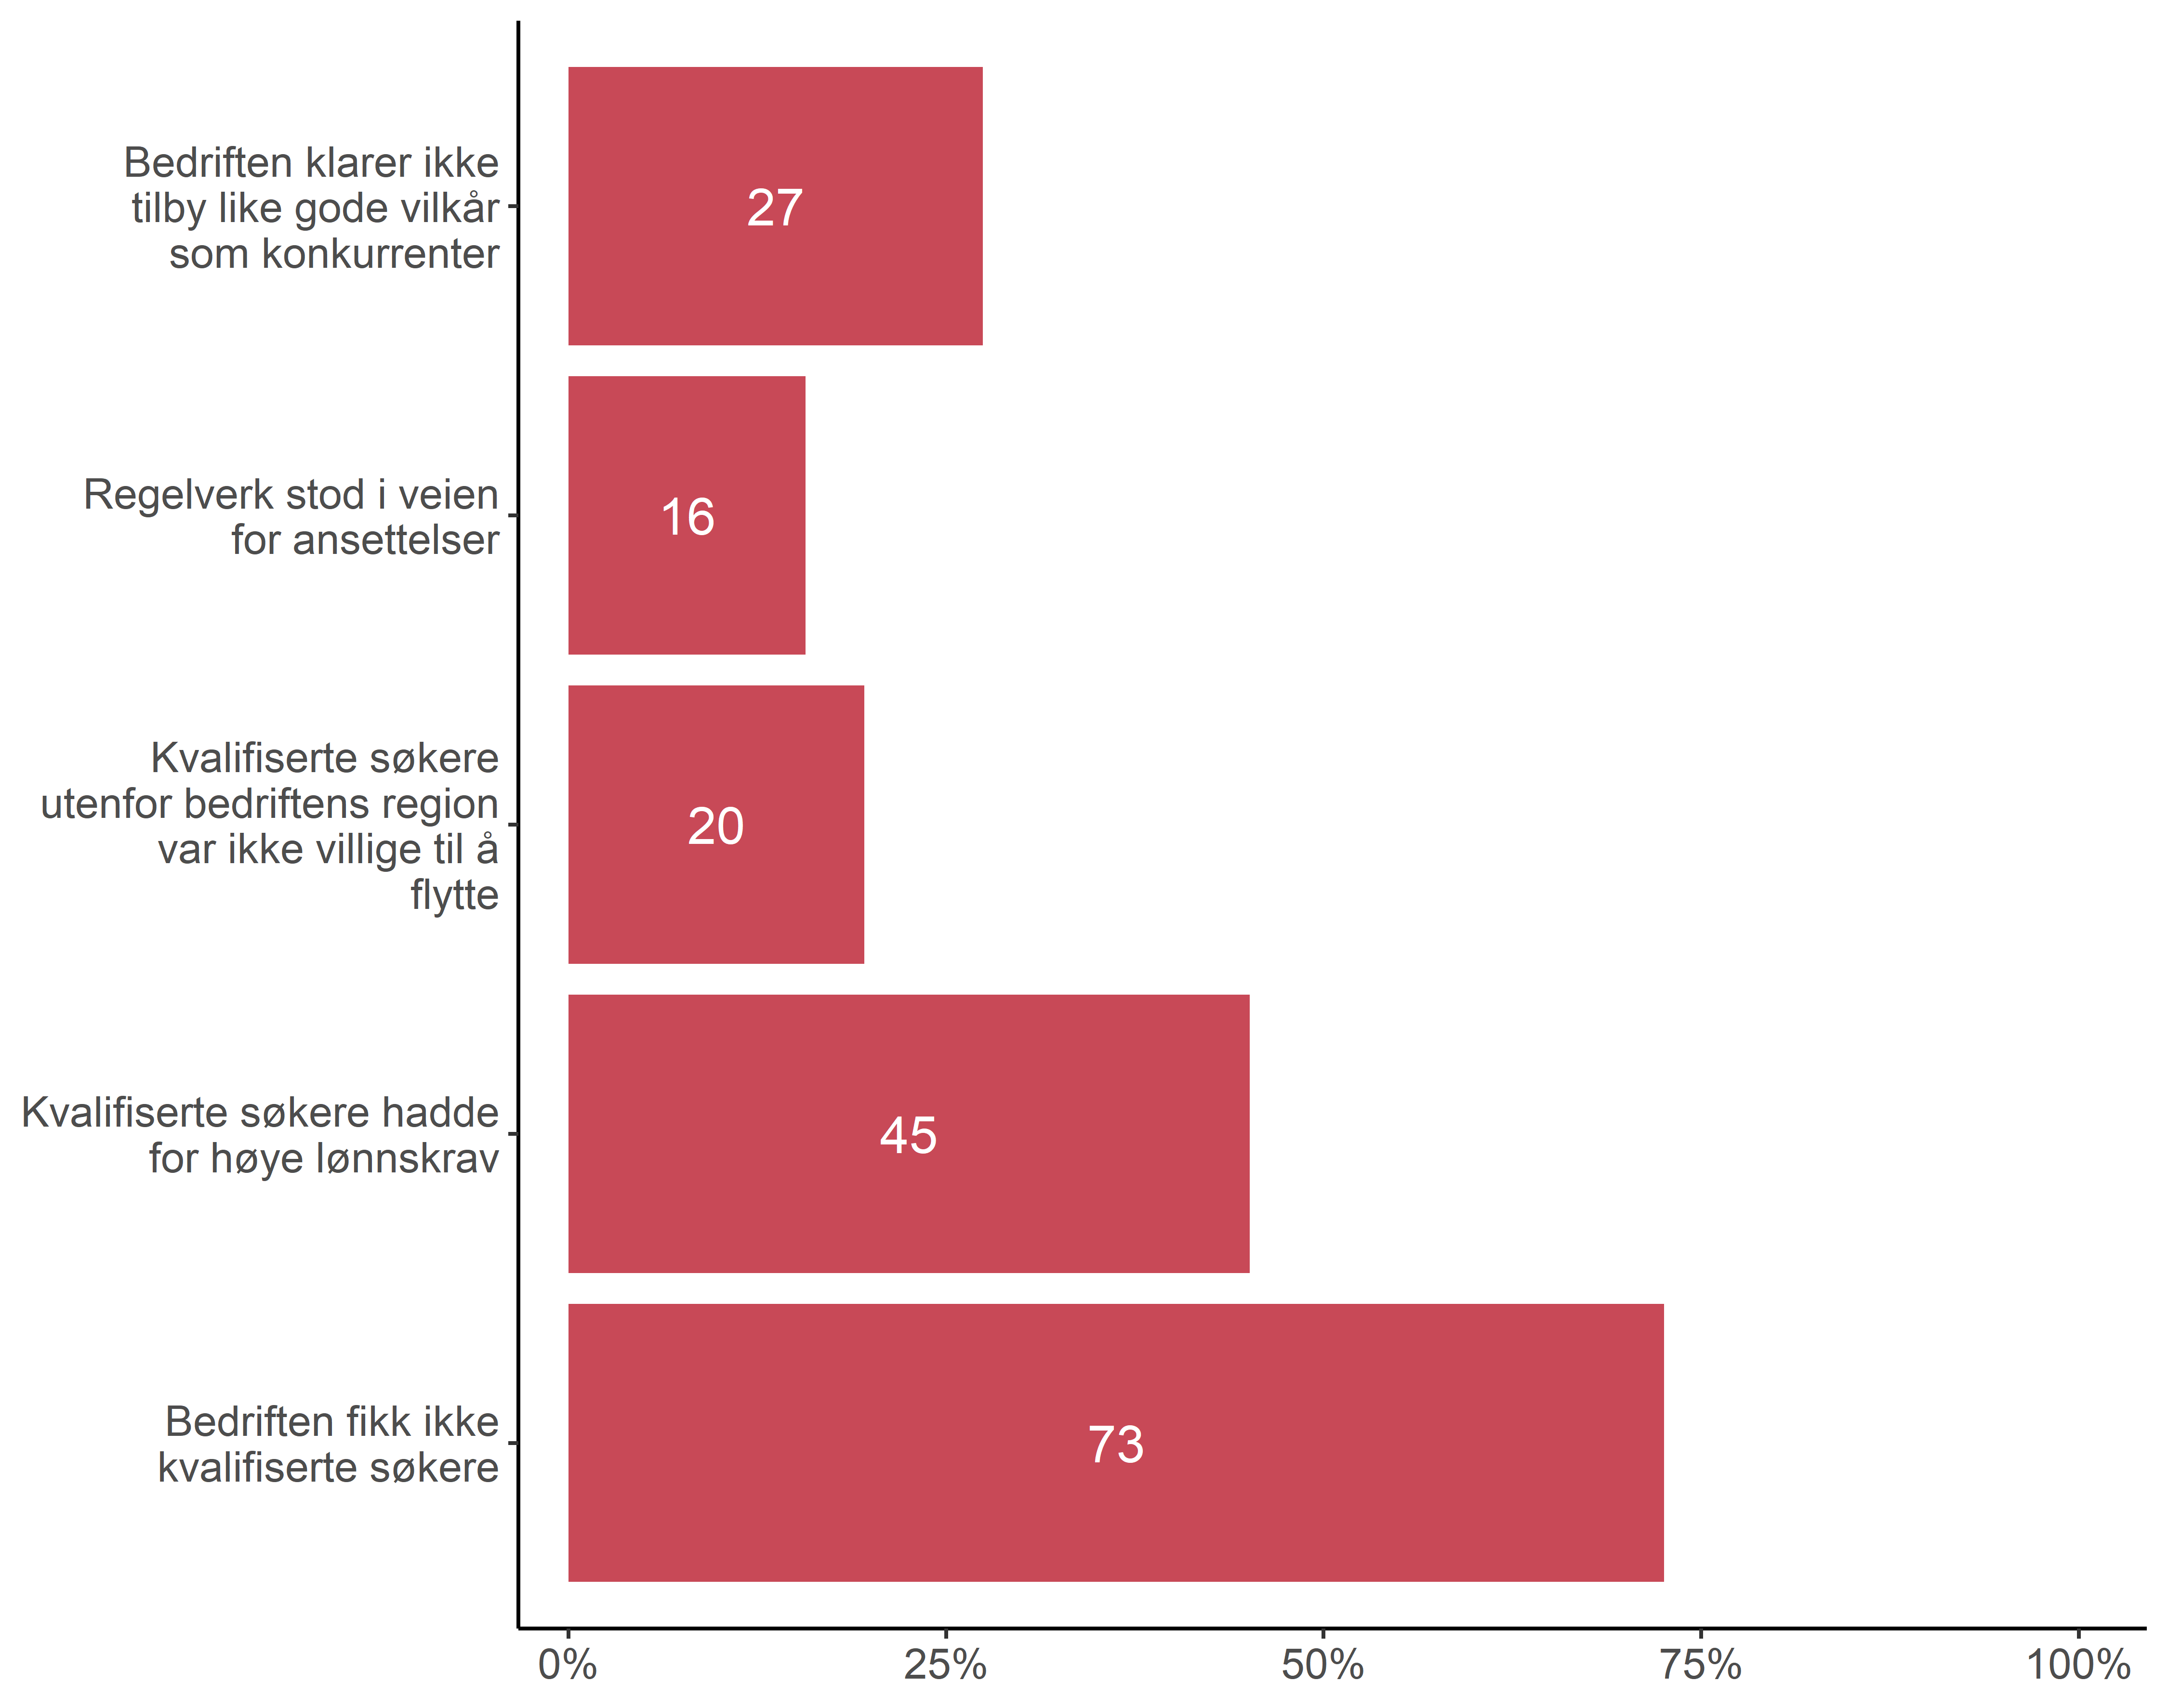 Bedriften klarer ikke
tilby like gode vilkår
som konkurrenter
27
Regelverk stod i veien
for ansettelser
16
Kvalifiserte søkere
utenfor bedriftens region
var ikke villige til å
flytte
20
Kvalifiserte søkere hadde
for høye lønnskrav
45
Bedriften fikk ikke
kvalifiserte søkere
73
0% 25% 50% 75% 100%